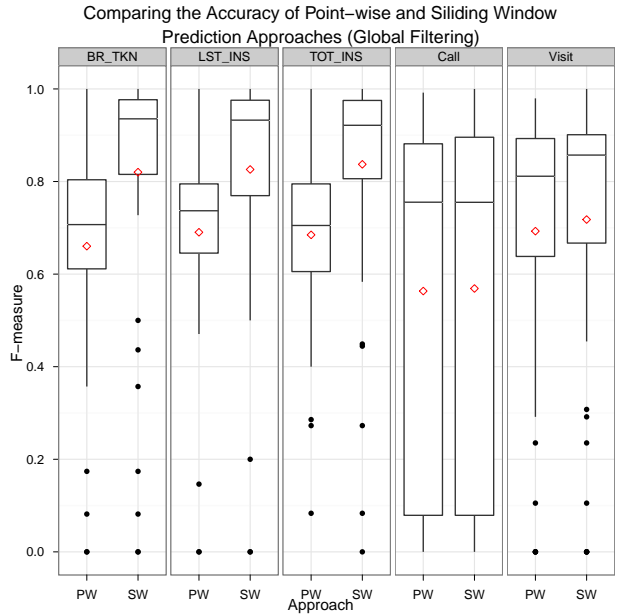 Comparing the Accuracy of Point−wise and Siliding Window
Prediction Approaches (Global Filtering)
BR_TKN LST_INS TOT_INS Call Visit
1.0
0.8
0.6
0.4
0.2
0.0
F−measure
PW SW PW SW PW SW PW SW PW SW
Approach